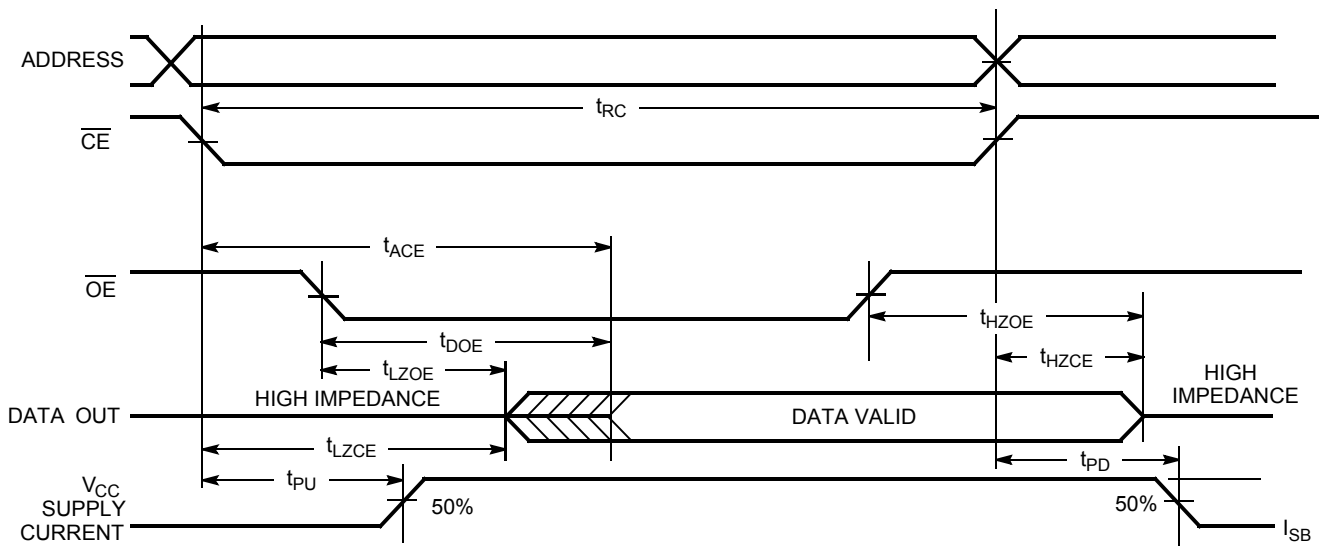 ADDRESS
tRC
CE
tACE
OE
tHZOE
tDOE
tHZCE
tLZOE
HIGH IMPEDANCE
HIGH
IMPEDANCE
DATA OUT
DATA VALID
tLZCE
tPD
tPU
VCC
SUPPLY
CURRENT
50%
50%
ISB